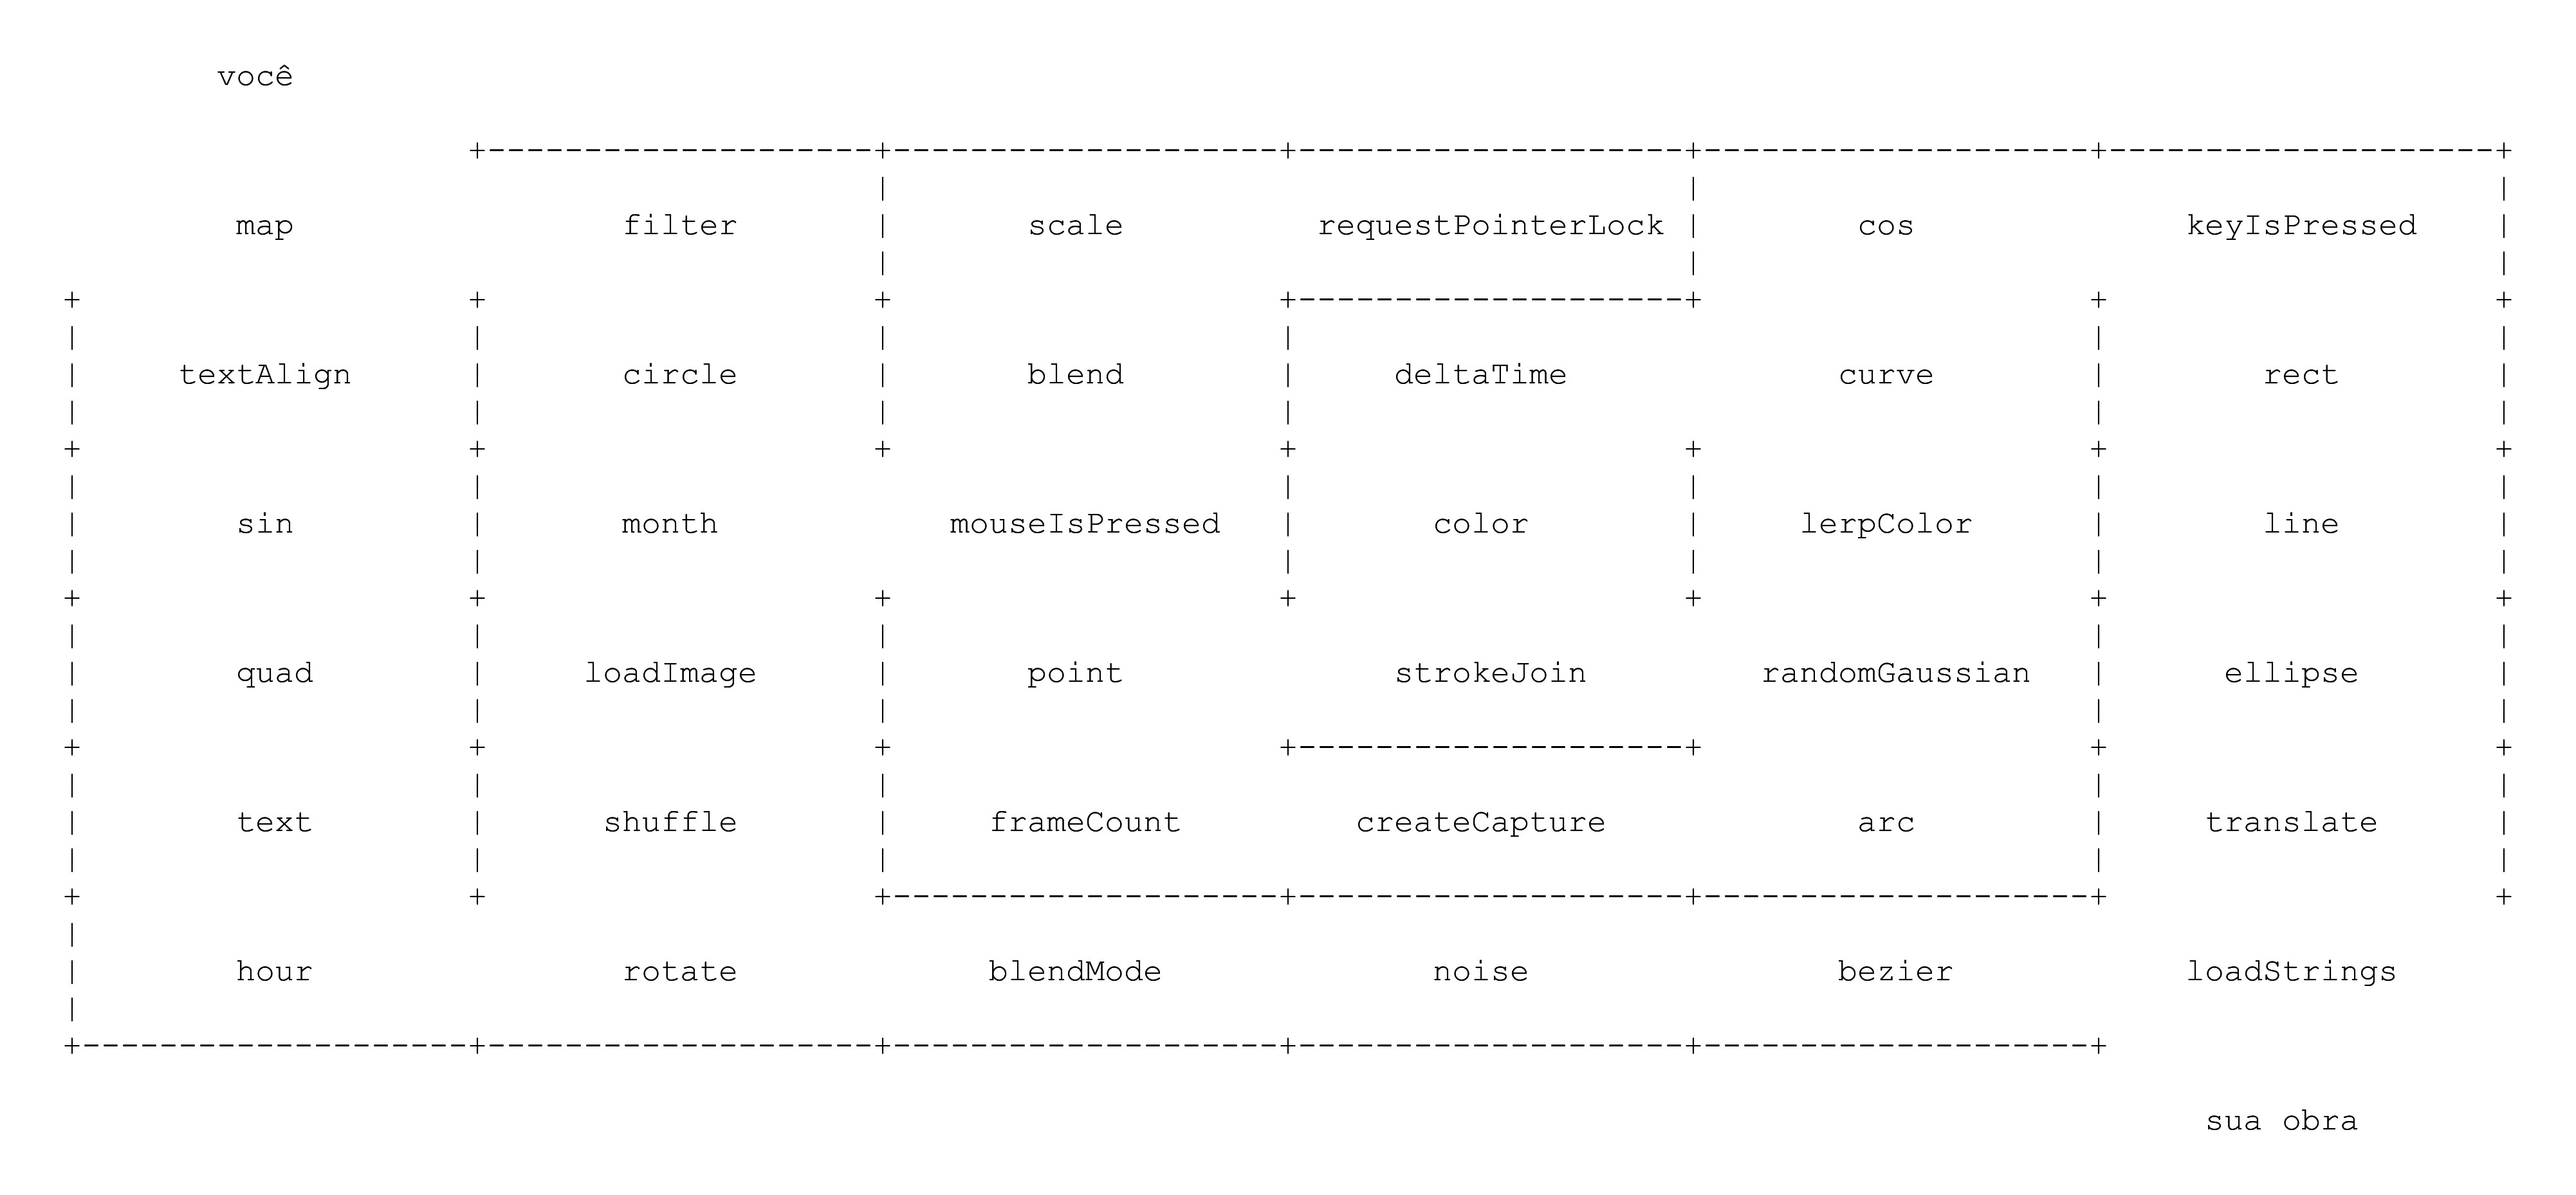 você
map filter scale requestPointerLock cos keyIsPressed
textAlign circle blend deltaTime curve rect
sin month mouseIsPressed color lerpColor line
quad loadImage point strokeJoin randomGaussian ellipse
text shuffle frameCount createCapture arc translate
hour rotate blendMode noise bezier loadStrings
sua obra